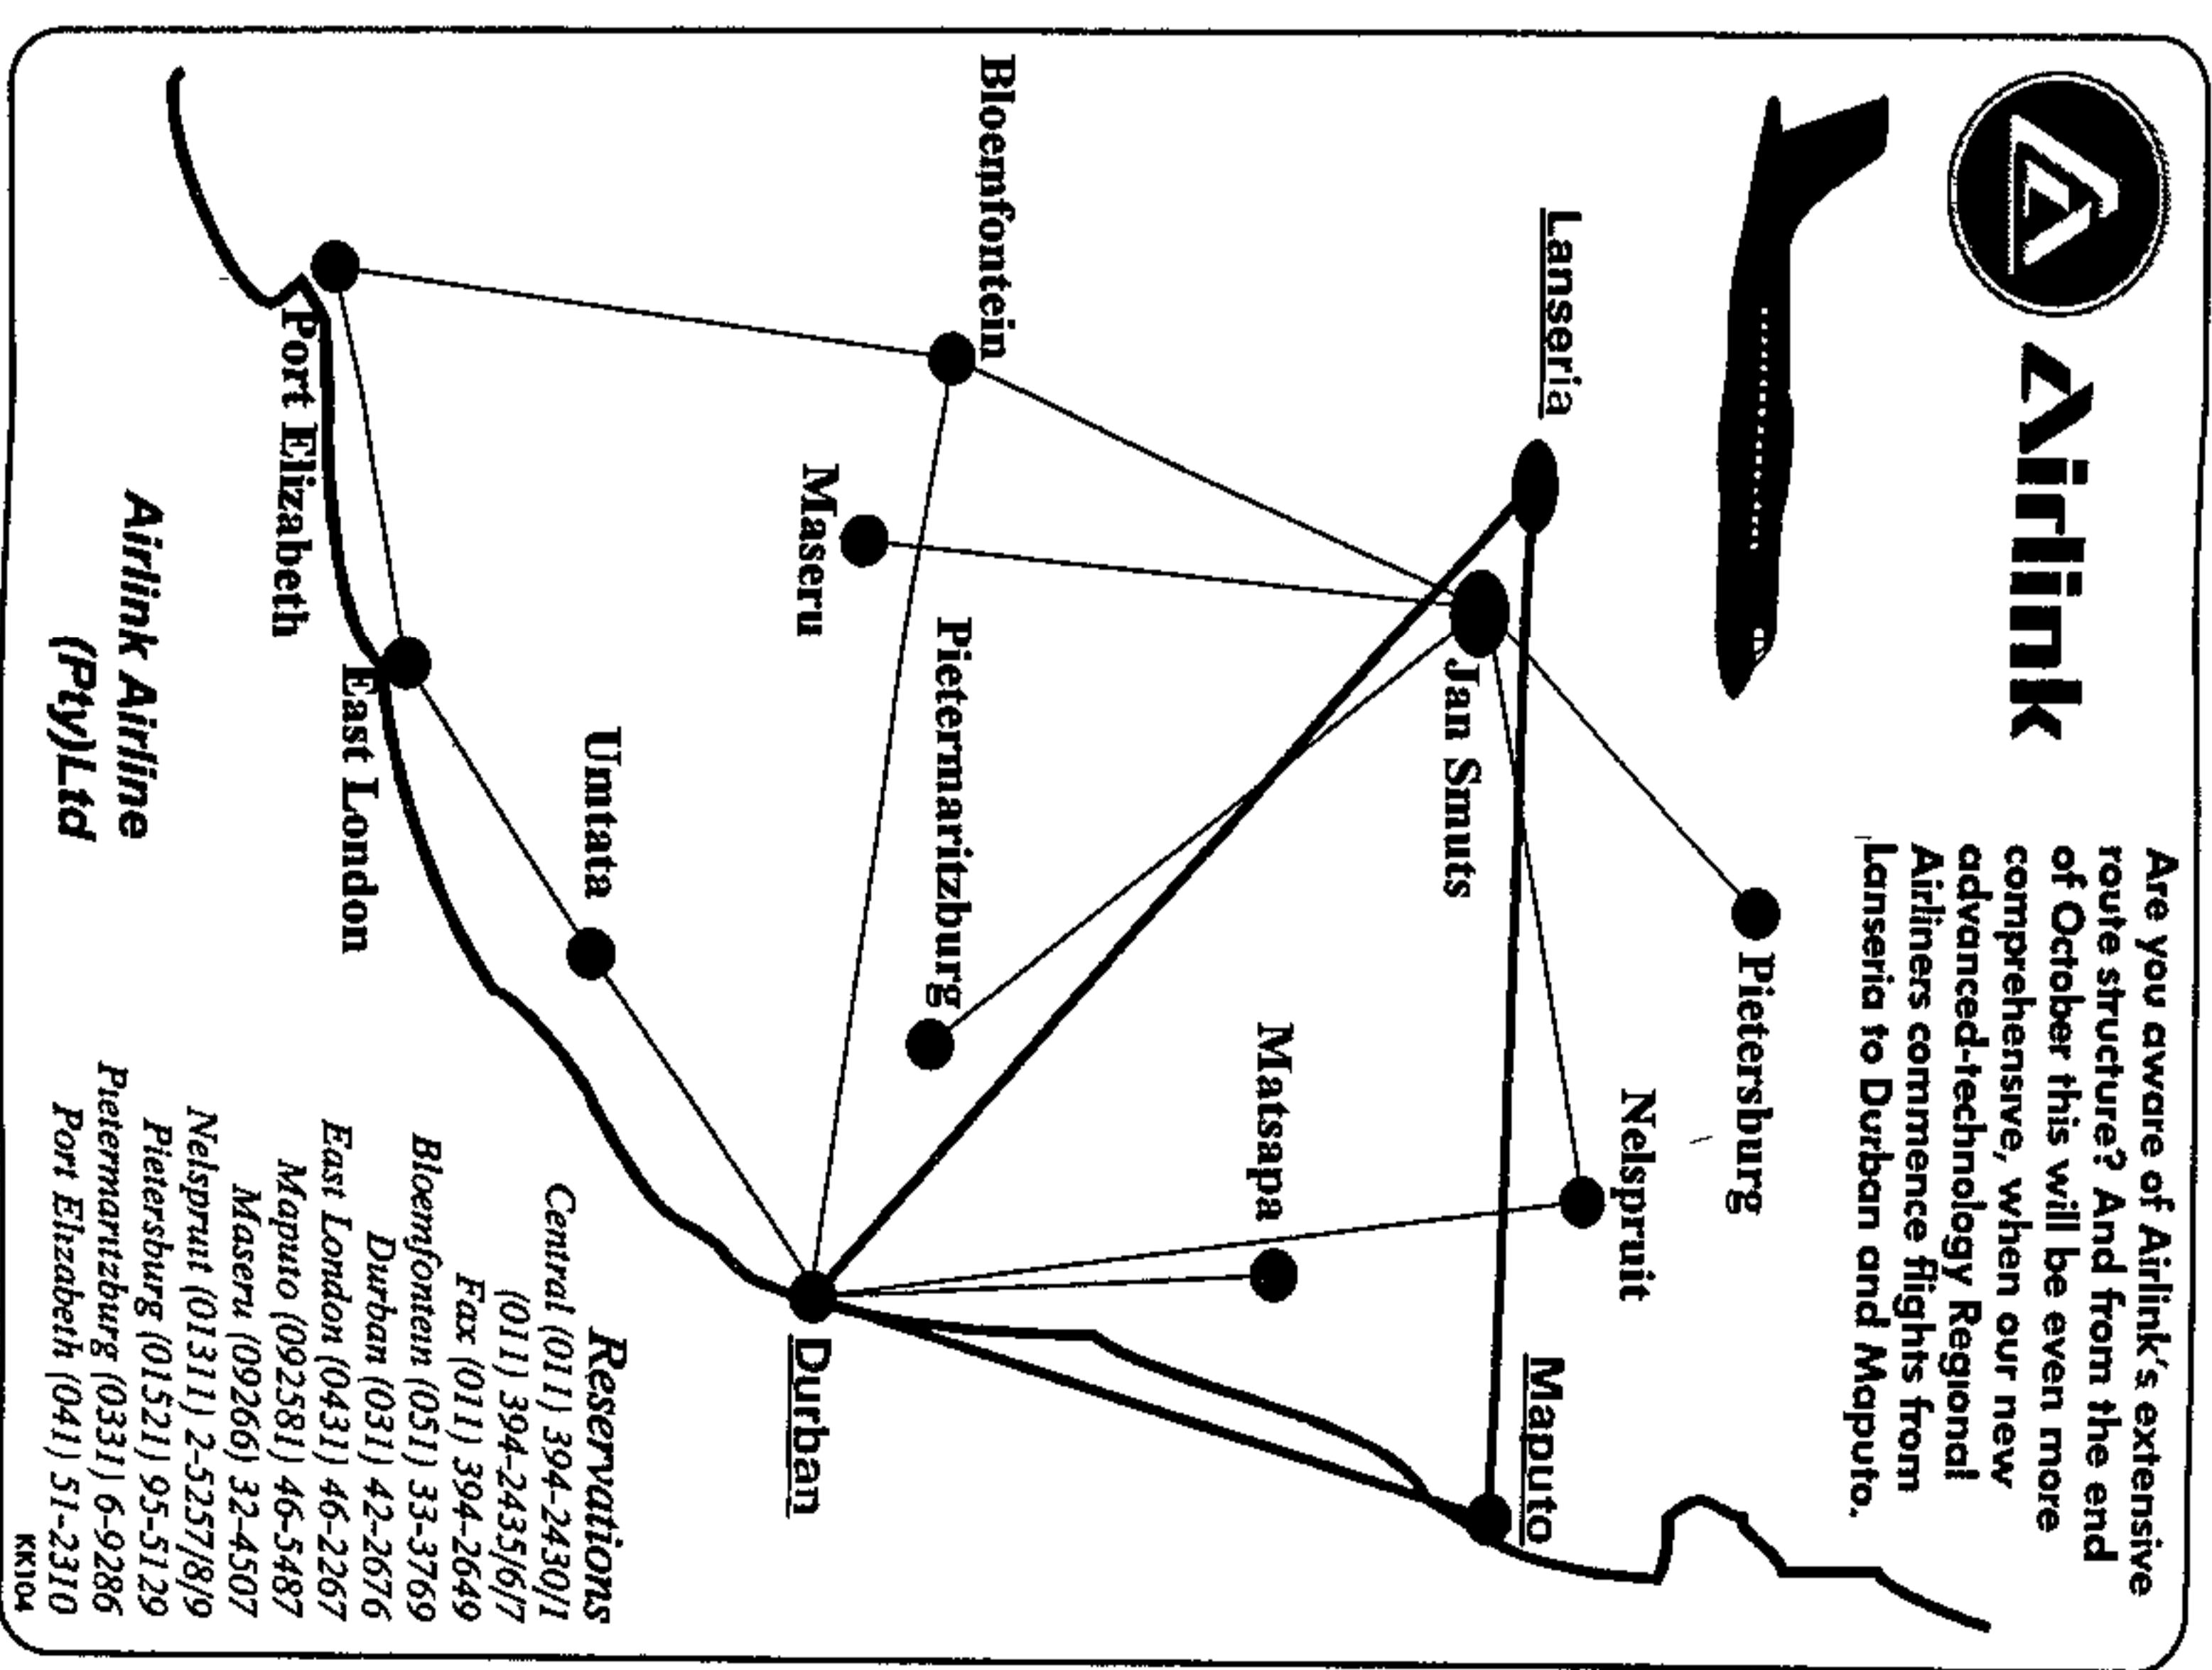 Airlink
Are you aware of Airlink's extensive
route structure? And from the end
of October this will be even more
comprehensive, when our new
advanced-technology Regional
Airliners commence flights from
Lanseria to Durban and Maputo.
Pietersburg
Nelspruit
Lanseria
Maputo
Jan Smuts
Matsapa
Bloemfontein
Pietermaritzburg
Maseru
Durban
Umtata
East London
Port Elizabeth
Reservations
Central (011) 394-2430/1
(011) 394-2435/6/7
Fax (011) 394-2649
Bloemfontein (051) 33-3769
Durban (031) 42-2676
East London (0431) 46-2267
Maputo (092581) 46-5487
Maseru (09266) 32-4507
Nelspruit (01311) 2-5257/8/9
Pietersburg (01521) 95-5129
Pietermaritzburg (0331) 6-9286
Port Elizabeth (041) 51-2310
Airlink Airline
(Pty)Ltd
KK104